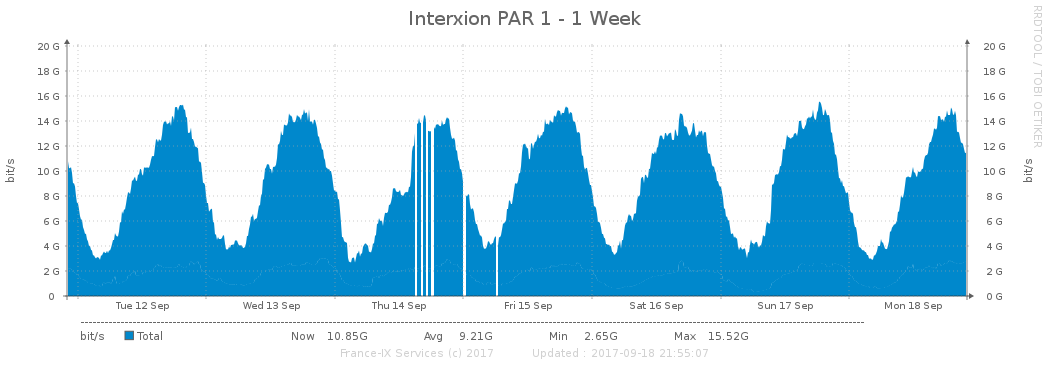 Interxion PAR 1 - 1 Week
RRDTOOL / TOBI OETIKER
20 G 20 G
18 G 18 G
16 G 16 G
14 G 14 G
12 G 12 G
10 G 10 G
8 G 8 G
6 G 6 G
4 G 4 G
2 G 2 G
0 0 G
bit/s
bit/s
Tue 12 Sep Wed 13 Sep Thu 14 Sep Fri 15 Sep Sat 16 Sep Sun 17 Sep Mon 18 Sep
bit/s Total Now 10.85G Avg 9.21G Min 2.65G Max 15.52G
France-IX Services (c) 2017 Updated : 2017-09-18 21:55:07